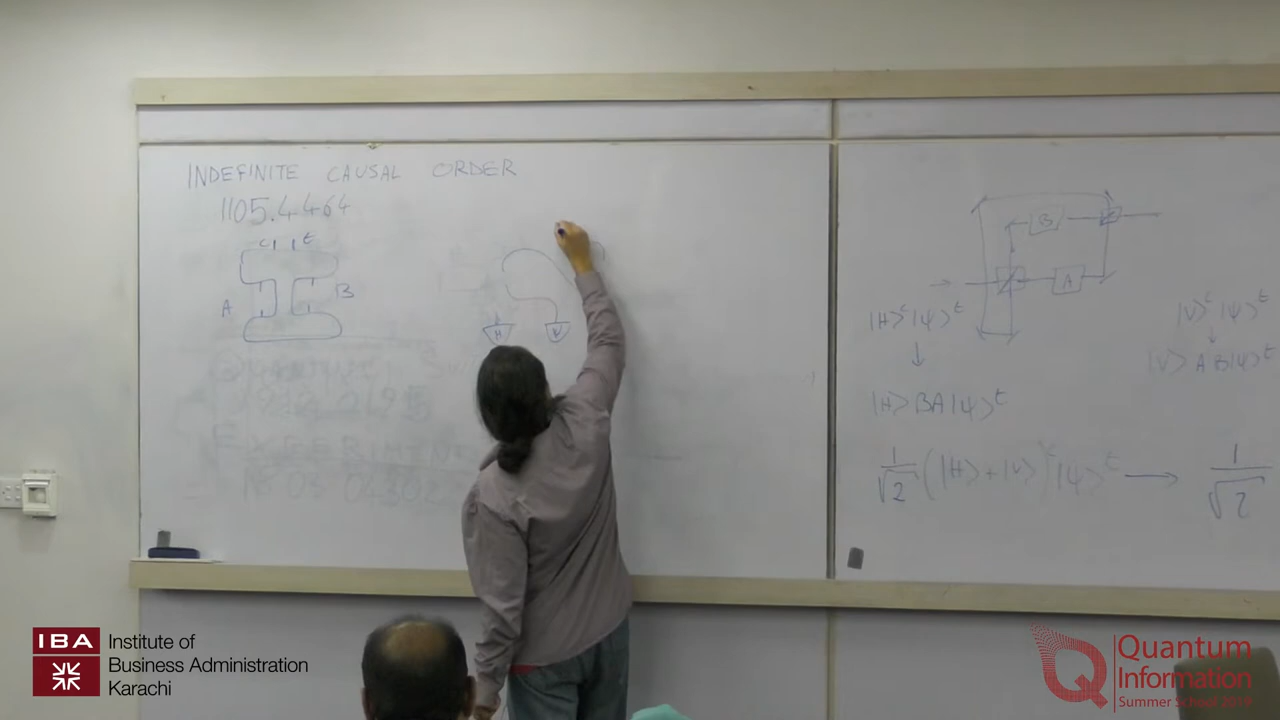 INDEFINITE CAUSAL ORDER
1105.4464
C t
A B
H V
B
A
|H>ᶜ|ψ>ᵗ
|V>ᶜ|ψ>ᵗ
↓
↓
|V> AB|ψ>ᵗ
|H> BA|ψ>ᵗ
1/√2 (|H>+|V>)ᶜ|ψ>ᵗ → 1/√2
EXPERIMEN
IBA
Institute of
Business Administration
Karachi
Quantum
Information
Summer School 2019